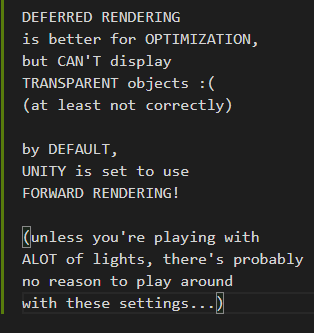 DEFERRED RENDERING
is better for OPTIMIZATION,
but CAN'T display
TRANSPARENT objects :(
(at least not correctly)
by DEFAULT,
UNITY is set to use
FORWARD RENDERING!
(unless you're playing with
ALOT of lights, there's probably
no reason to play around
with these settings...)